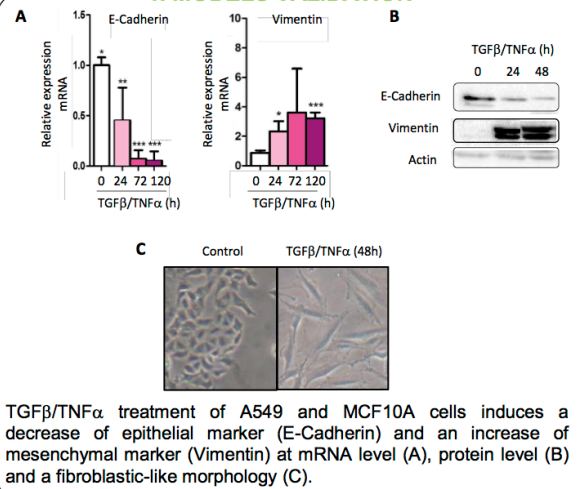 A
E-Cadherin
Relative expression
mRNA
1.5
1.0
0.5
0.0
*
**
*** ***
0 24 72 120
TGFβ/TNFα (h)
Vimentin
Relative expression
mRNA
10
8
6
4
2
0
*
***
0 24 72 120
TGFβ/TNFα (h)
B
TGFβ/TNFα (h)
0 24 48
E-Cadherin
Vimentin
Actin
C
Control TGFβ/TNFα (48h)
TGFβ/TNFα treatment of A549 and MCF10A cells induces a
decrease of epithelial marker (E-Cadherin) and an increase of
mesenchymal marker (Vimentin) at mRNA level (A), protein level (B)
and a fibroblastic-like morphology (C).